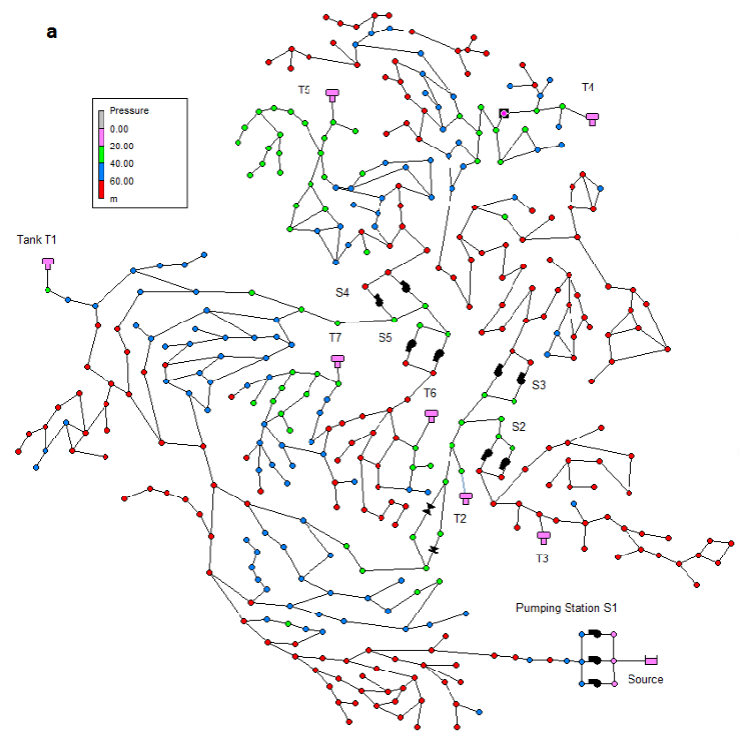 a
T5
T4
Pressure
0.00
20.00
40.00
60.00
m
Tank T1
S4
T7
S5
S3
T6
S2
T2
T3
Pumping Station S1
Source